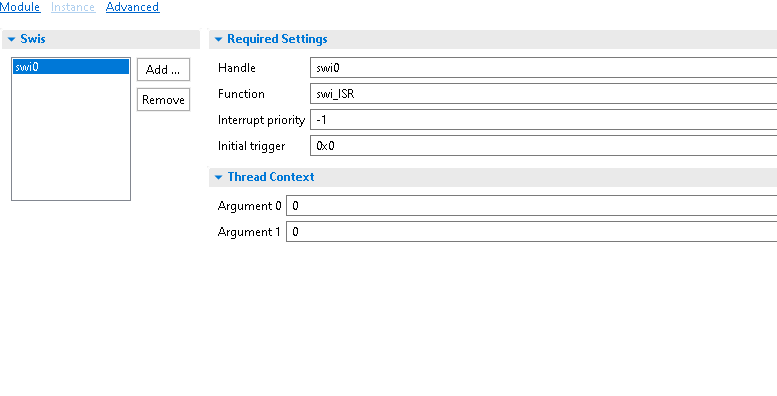 Module Instance Advanced
Swis
swi0
Add ...
Remove
Required Settings
Handle swi0
Function swi_ISR
Interrupt priority -1
Initial trigger 0x0
Thread Context
Argument 0 0
Argument 1 0